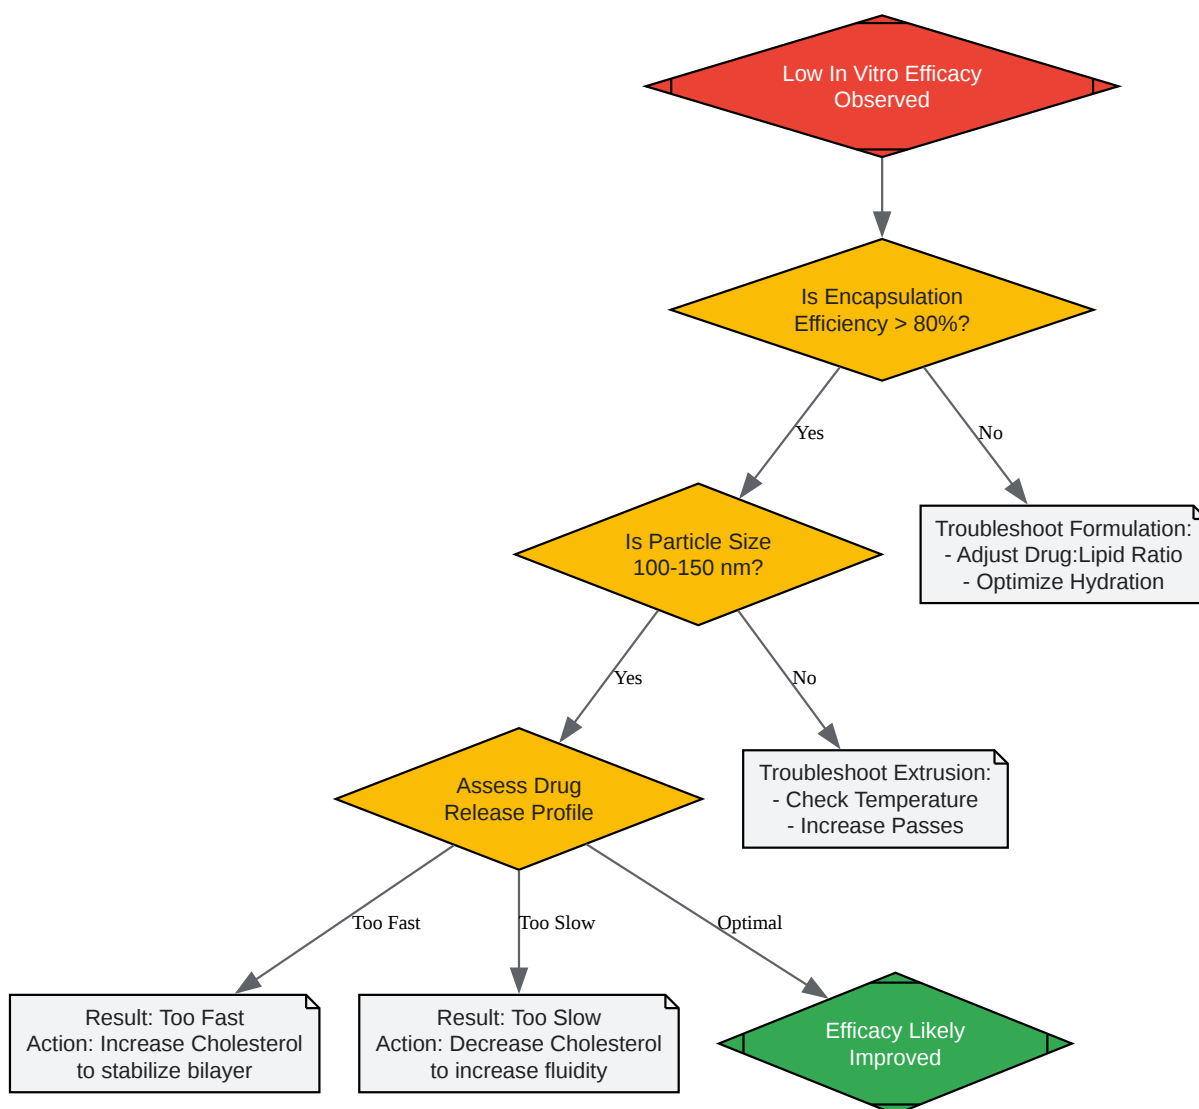 Low In Vitro Efficacy
Observed
Is Encapsulation
Efficiency > 80%?
Yes
No
Is Particle Size
100-150 nm?
Troubleshoot Formulation:
- Adjust Drug:Lipid Ratio
- Optimize Hydration
Yes
No
Assess Drug
Release Profile
Troubleshoot Extrusion:
- Check Temperature
- Increase Passes
Too Fast
Too Slow
Optimal
Result: Too Fast
Action: Increase Cholesterol
to stabilize bilayer
Result: Too Slow
Action: Decrease Cholesterol
to increase fluidity
Efficacy Likely
Improved